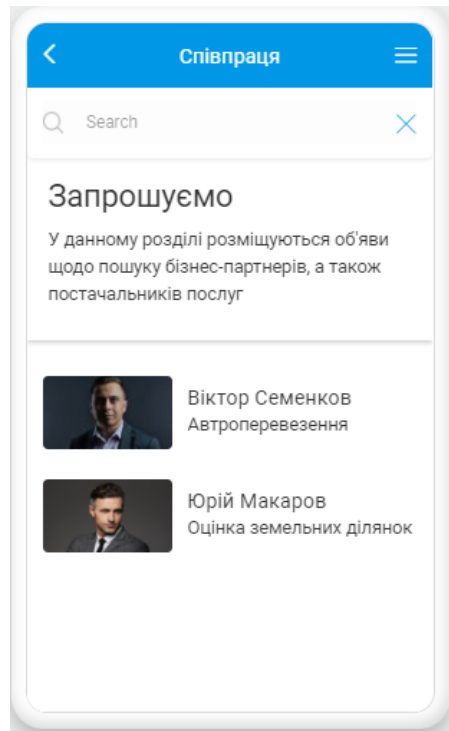 Співпраця
Search
Запрошуємо
У данному розділі розміщуються об'яви
щодо пошуку бізнес-партнерів, а також
постачальників послуг
Віктор Семенков
Автроперевезення
Юрій Макаров
Оцінка земельних ділянок